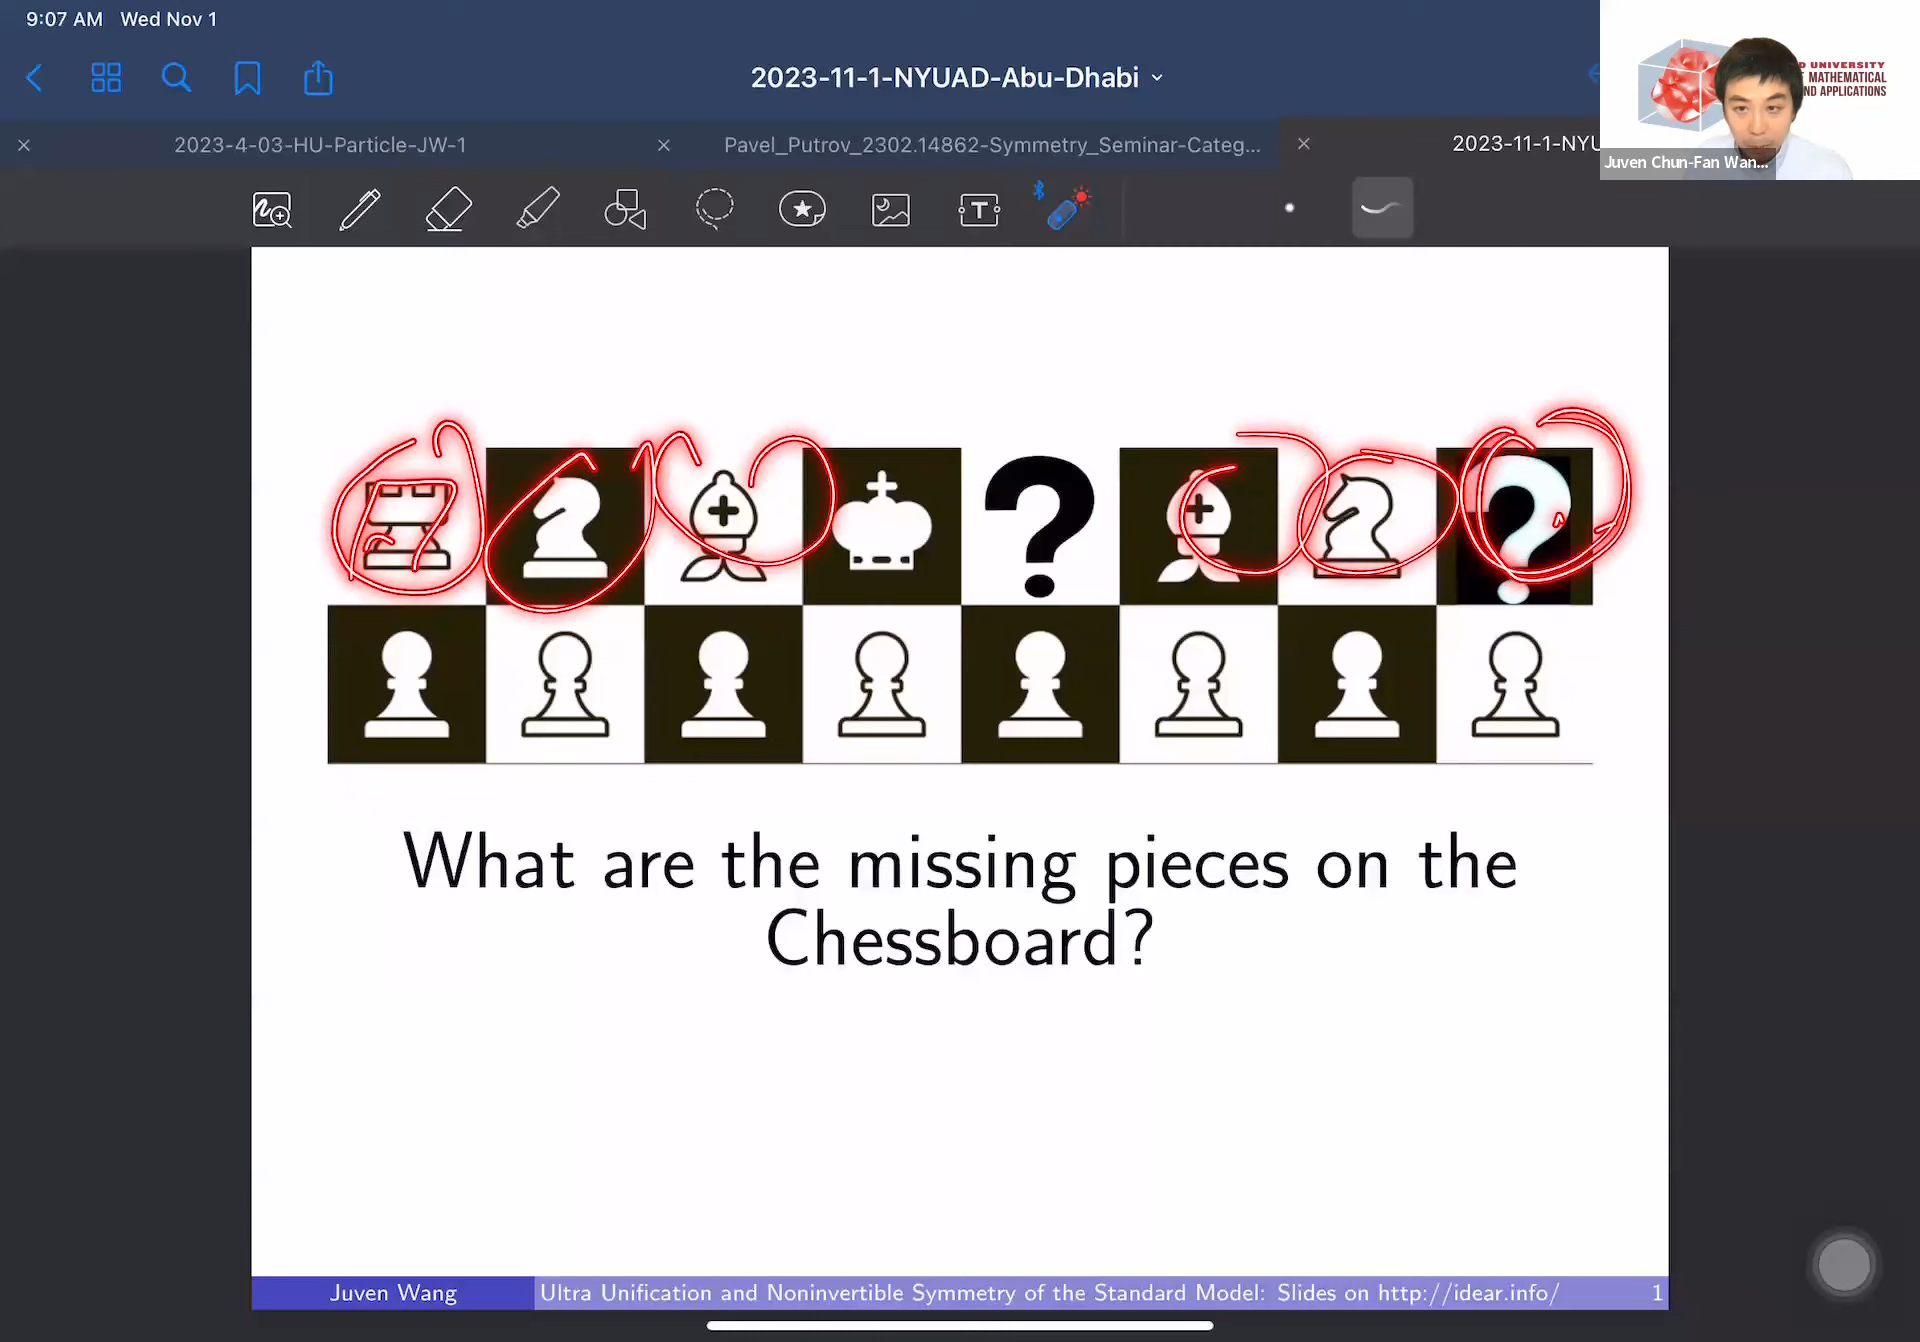 9:07 AM Wed Nov 1
2023-11-1-NYUAD-Abu-Dhabi
D UNIVERSITY
MATHEMATICAL
ND APPLICATIONS
Juven Chun-Fan Wan...
2023-4-03-HU-Particle-JW-1
Pavel_Putrov_2302.14862-Symmetry_Seminar-Categ...
2023-11-1-NYU
T
? ?
What are the missing pieces on the
Chessboard?
Juven Wang
Ultra Unification and Noninvertible Symmetry of the Standard Model: Slides on http://idear.info/
1